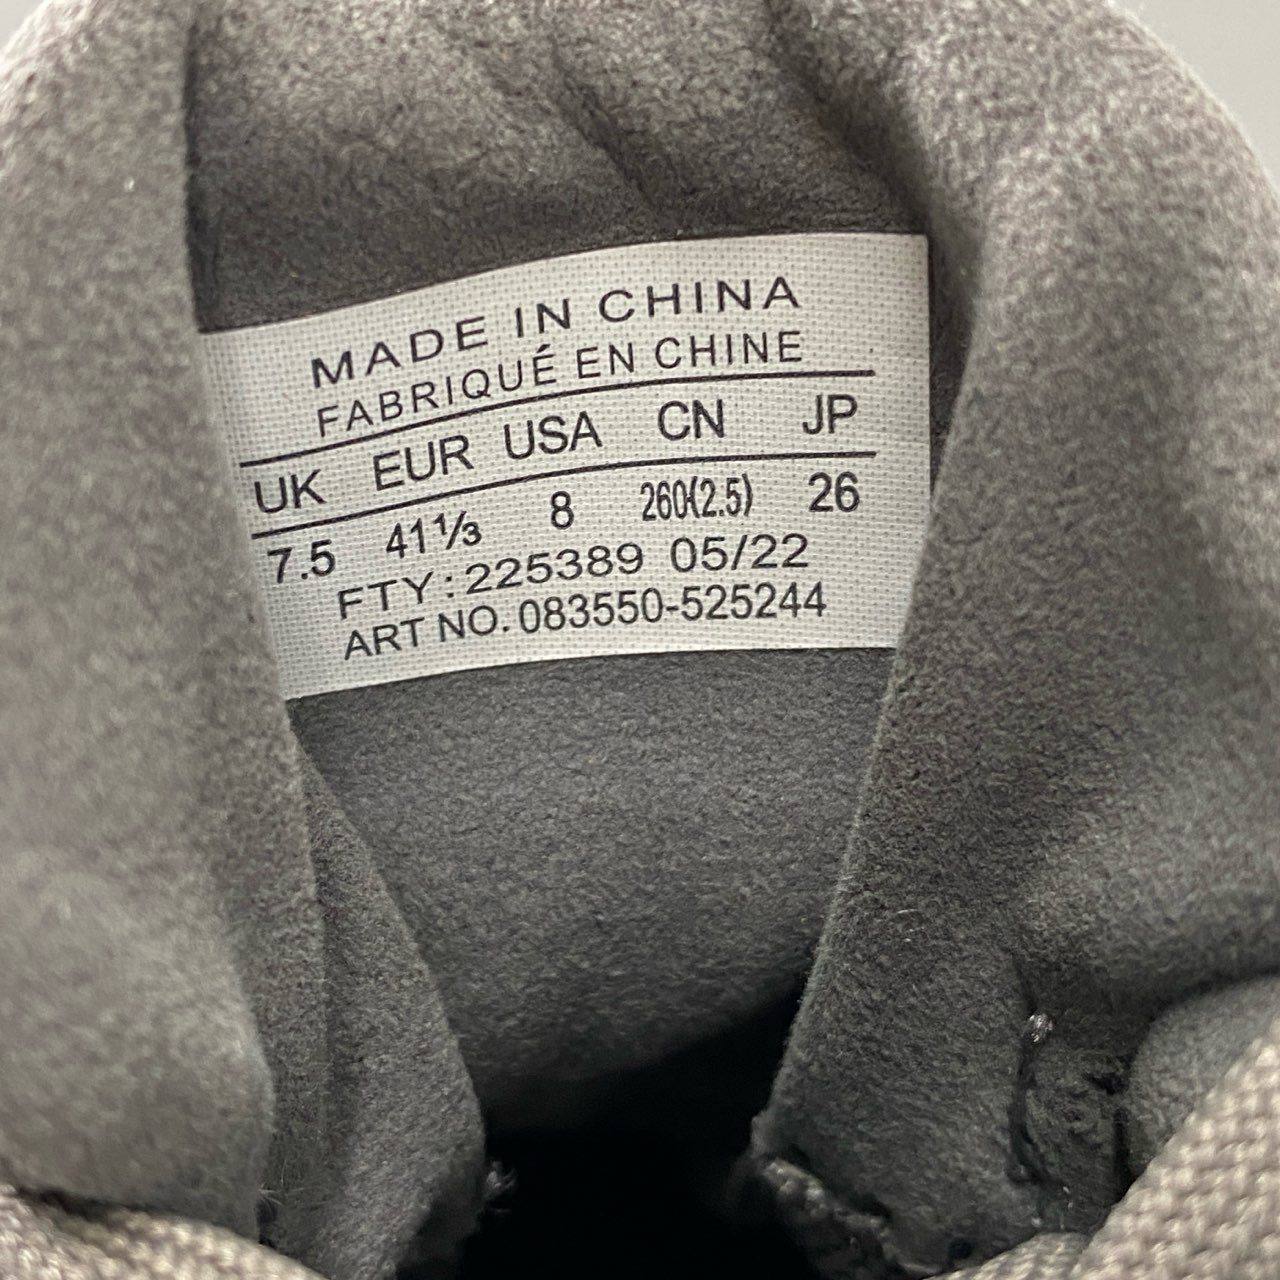 MADE IN CHINA
FABRIQUÉ EN CHINE
UK EUR USA CN JP
7.5 41⅓ 8 260(2.5) 26
FTY:225389 05/22
ART NO.083550-525244